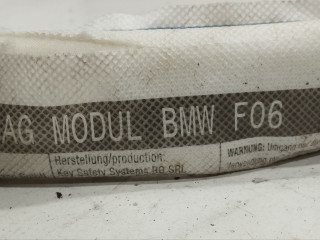 AG MODUL BMW F06
Herstellung/production: WARNUNG:
Key Safety Systems RO SRL